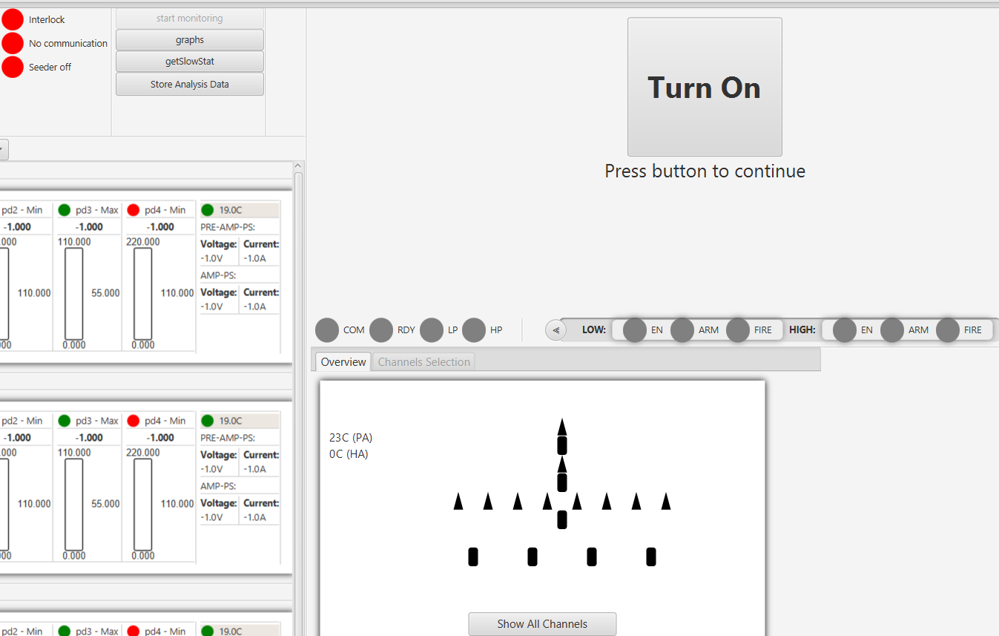 Interlock
No communication
Seeder off
start monitoring
graphs
getSlowStat
Store Analysis Data
Turn On
Press button to continue
pd2 - Min pd3 - Max pd4 - Min 19.0C
-1.000 -1.000 -1.000 PRE-AMP-PS:
110.000 220.000
Voltage: Current:
-1.0V -1.0A
AMP-PS:
110.000 55.000 110.000 Voltage: Current:
-1.0V -1.0A
0.000 0.000
pd2 - Min pd3 - Max pd4 - Min 19.0C
-1.000 -1.000 -1.000 PRE-AMP-PS:
110.000 220.000
Voltage: Current:
-1.0V -1.0A
AMP-PS:
110.000 55.000 110.000 Voltage: Current:
-1.0V -1.0A
0.000 0.000
pd2 - Min pd3 - Max pd4 - Min 19.0C
COM RDY LP HP LOW: EN ARM FIRE HIGH: EN ARM FIRE
Overview Channels Selection
23C (PA)
0C (HA)
Show All Channels